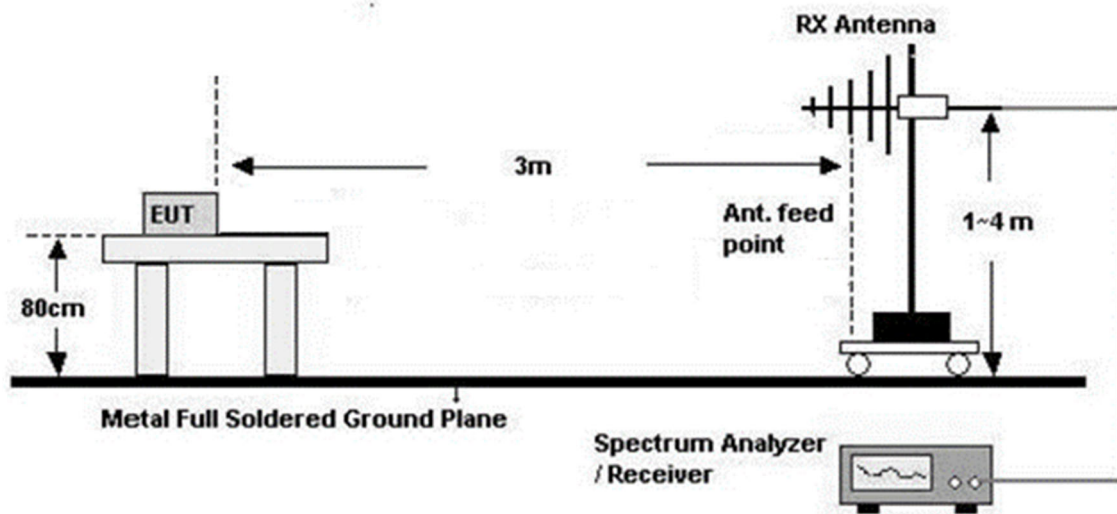 RX Antenna
3m
EUT
Ant. feed
point
1~4 m
80cm
Metal Full Soldered Ground Plane
Spectrum Analyzer
/ Receiver